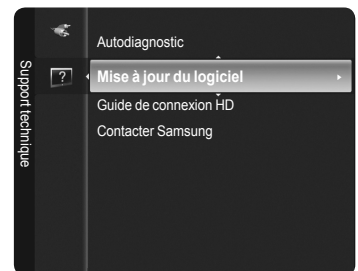 Support technique
Autodiagnostic
Mise à jour du logiciel
Guide de connexion HD
Contacter Samsung